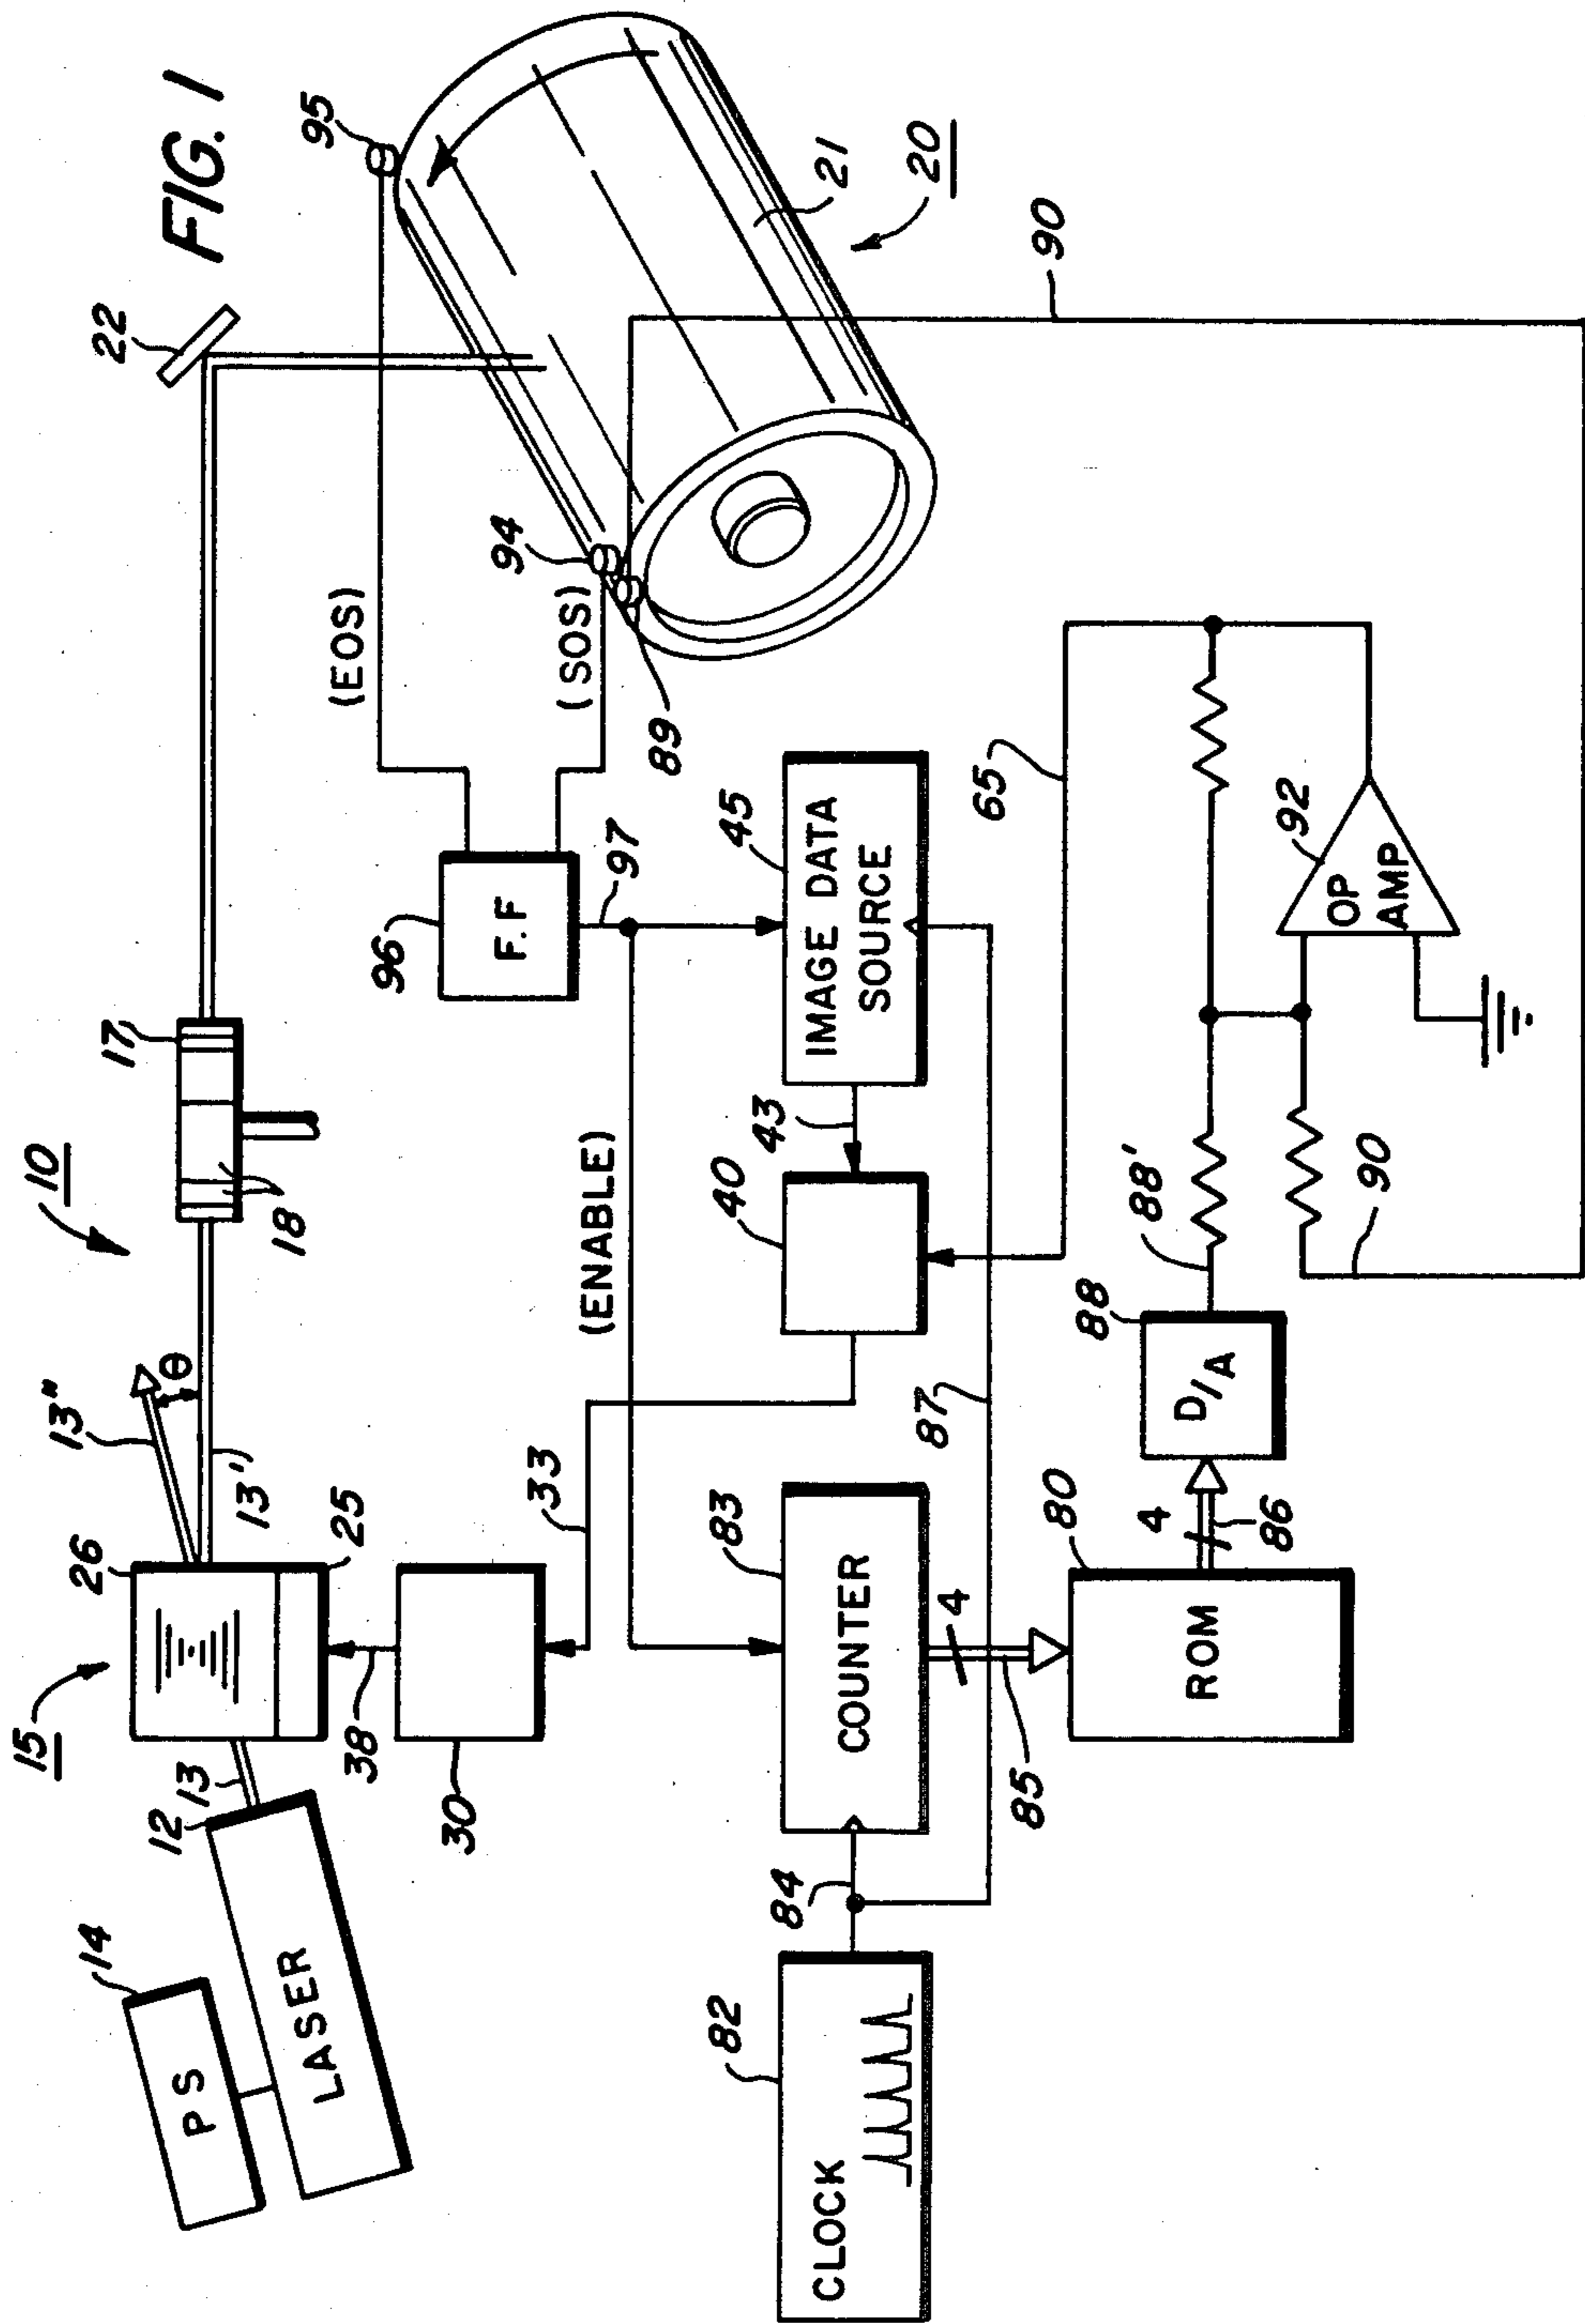 FIG. 1
10
15
14
P S
LASER
12
13
26
25
13"
13'
θ
17
18
22
95
(EOS)
94
(SOS)
89
21
20
90
38
30
33
(ENABLE)
96
F.F
97
45
IMAGE DATA
SOURCE
43
40
65
87
82
CLOCK
84
83
COUNTER
4
85
80
ROM
4
86
88
D/A
88'
90
92
OP
AMP